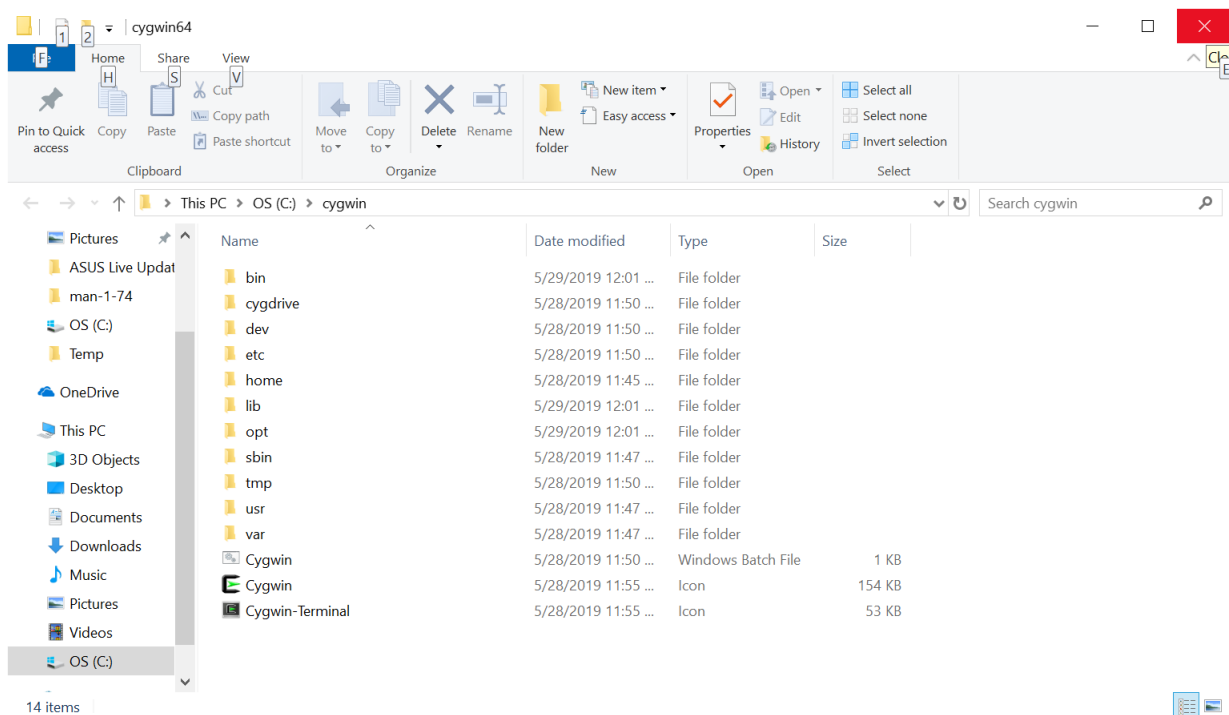 1 2 cygwin64
F Home Share View Clo
H S V E
Pin to Quick access
Copy
Paste
Cut
Copy path
Paste shortcut
Clipboard
Move to
Copy to
Delete
Rename
Organize
New folder
New item
Easy access
New
Properties
Open
Edit
History
Open
Select all
Select none
Invert selection
Select
This PC > OS (C:) > cygwin
Search cygwin
Pictures
ASUS Live Updat
man-1-74
OS (C:)
Temp
OneDrive
This PC
3D Objects
Desktop
Documents
Downloads
Music
Pictures
Videos
OS (C:)
Name Date modified Type Size
bin 5/29/2019 12:01 ... File folder
cygdrive 5/28/2019 11:50 ... File folder
dev 5/28/2019 11:50 ... File folder
etc 5/28/2019 11:50 ... File folder
home 5/28/2019 11:45 ... File folder
lib 5/29/2019 12:01 ... File folder
opt 5/29/2019 12:01 ... File folder
sbin 5/28/2019 11:47 ... File folder
tmp 5/28/2019 11:50 ... File folder
usr 5/28/2019 11:47 ... File folder
var 5/28/2019 11:47 ... File folder
Cygwin 5/28/2019 11:50 ... Windows Batch File 1 KB
Cygwin 5/28/2019 11:55 ... Icon 154 KB
Cygwin-Terminal 5/28/2019 11:55 ... Icon 53 KB
14 items